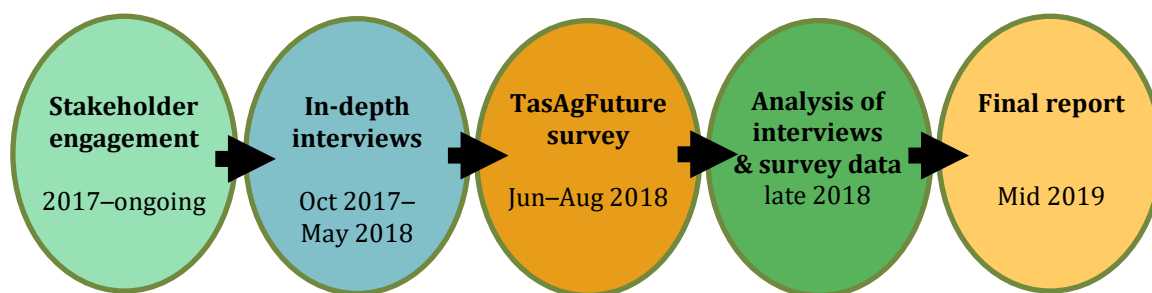 Stakeholder
engagement
2017–ongoing
In-depth
interviews
Oct 2017–
May 2018
TasAgFuture
survey
Jun–Aug 2018
Analysis of
interviews
& survey data
late 2018
Final report
Mid 2019